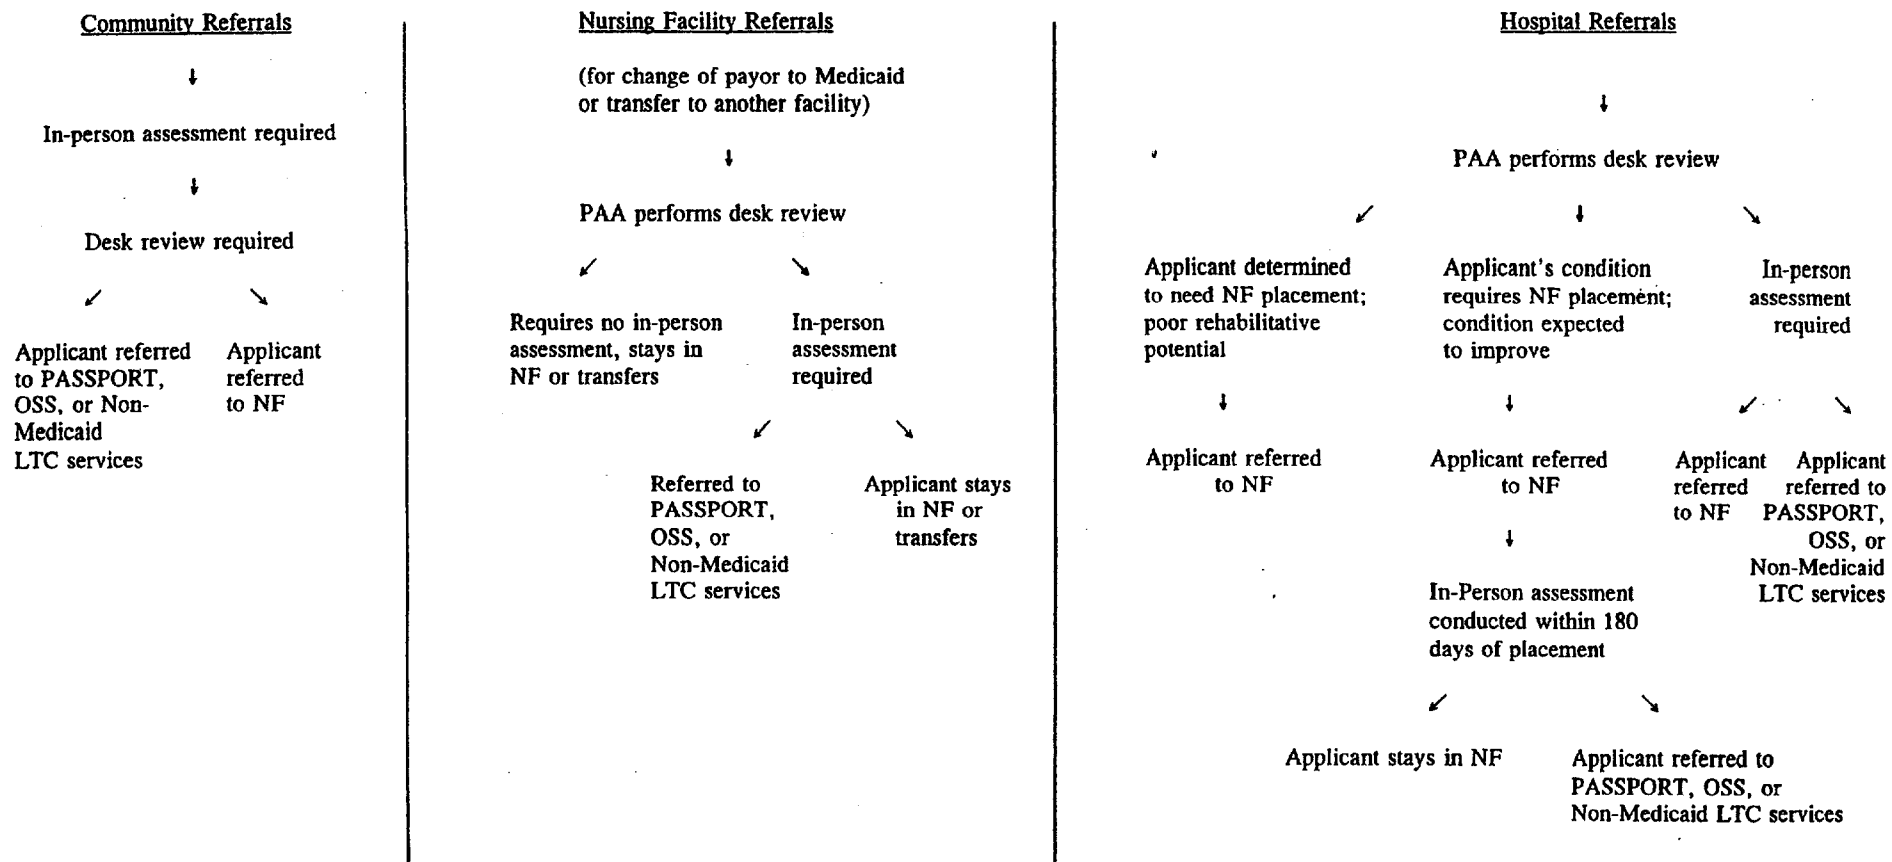 Community Referrals
In-person assessment required
Desk review required
Applicant referred
to PASSPORT,
OSS, or Non-
Medicaid
LTC services
Applicant
referred
to NF
Nursing Facility Referrals
(for change of payor to Medicaid
or transfer to another facility)
PAA performs desk review
Requires no in-person
assessment, stays in
NF or transfers
In-person
assessment
required
Referred to
PASSPORT,
OSS, or
Non-Medicaid
LTC services
Applicant stays
in NF or
transfers
Hospital Referrals
PAA performs desk review
Applicant determined
to need NF placement;
poor rehabilitative
potential
Applicant referred
to NF
Applicant's condition
requires NF placement;
condition expected
to improve
Applicant referred
to NF
In-Person assessment
conducted within 180
days of placement
Applicant stays in NF
Applicant referred to
PASSPORT, OSS, or
Non-Medicaid LTC services
In-person
assessment
required
Applicant
referred
to NF
Applicant
referred to
PASSPORT,
OSS, or
Non-Medicaid
LTC services